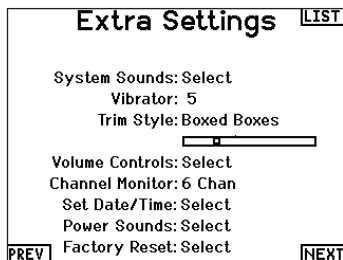 Extra Settings
LIST
System Sounds: Select
Vibrator: 5
Trim Style: Boxed Boxes
Volume Controls: Select
Channel Monitor: 6 Chan
Set Date/Time: Select
Power Sounds: Select
Factory Reset: Select
PREV
NEXT